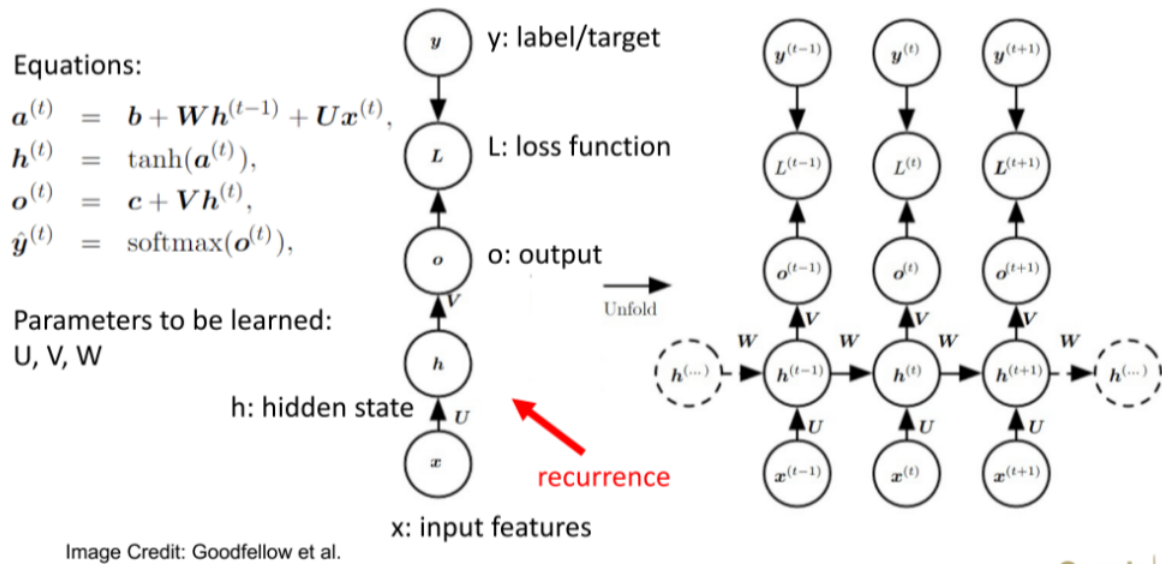 Equations:
a^(t) = b + Wh^(t−1) + Ux^(t),
h^(t) = tanh(a^(t)),
o^(t) = c + Vh^(t),
ŷ^(t) = softmax(o^(t)),
Parameters to be learned:
U, V, W
y
y: label/target
L
L: loss function
o
o: output
V
h
h: hidden state
U
recurrence
x
x: input features
Unfold
y^(t−1) y^(t) y^(t+1)
L^(t−1) L^(t) L^(t+1)
o^(t−1) o^(t) o^(t+1)
V V V
W W W W
h^(...) h^(t−1) h^(t) h^(t+1) h^(...)
U U U
x^(t−1) x^(t) x^(t+1)
Image Credit: Goodfellow et al.